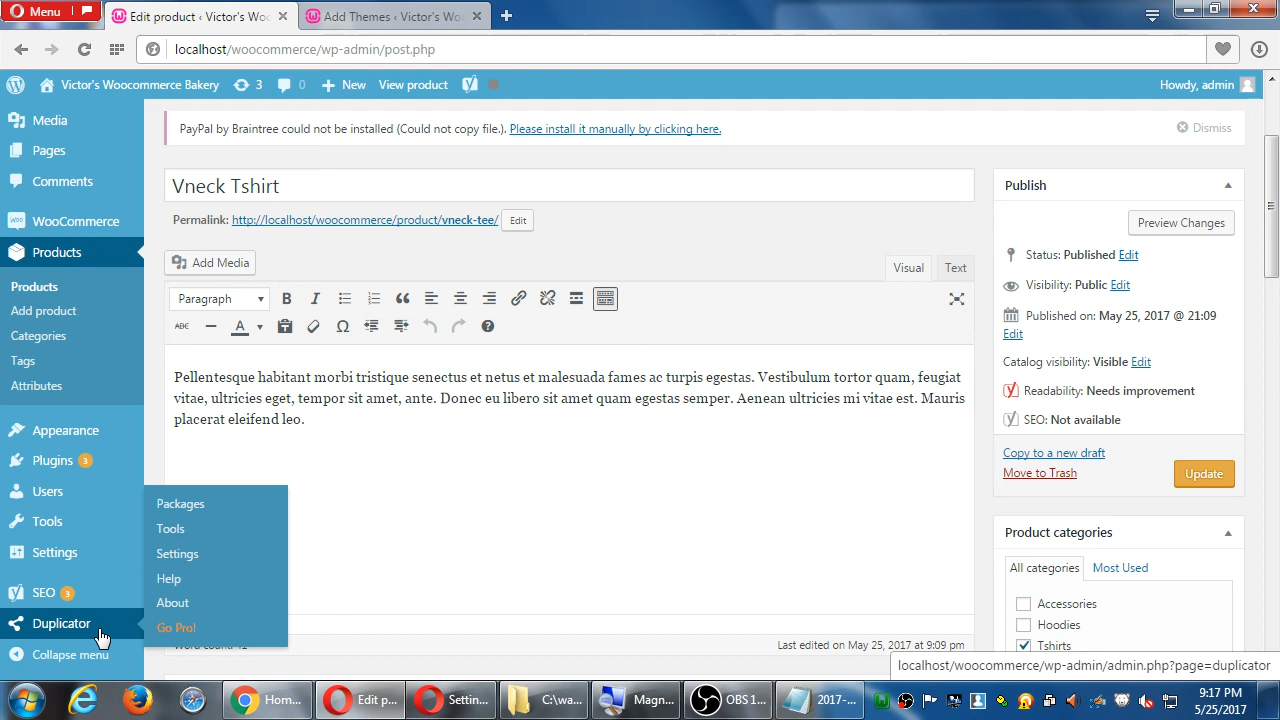 Menu
Edit product ‹ Victor's Woo
Add Themes ‹ Victor's Wo
localhost/woocommerce/wp-admin/post.php
Victor's Woocommerce Bakery 3 0 New View product
Howdy, admin
Media
Pages
Comments
WooCommerce
Products
Products
Add product
Categories
Tags
Attributes
Appearance
Plugins 3
Users
Tools
Settings
SEO 3
Duplicator
Collapse menu
Packages
Tools
Settings
Help
About
Go Pro!
PayPal by Braintree could not be installed (Could not copy file.). Please install it manually by clicking here.
Dismiss
Vneck Tshirt
Permalink: http://localhost/woocommerce/product/vneck-tee/ Edit
Add Media
Visual Text
Paragraph
ABC
Pellentesque habitant morbi tristique senectus et netus et malesuada fames ac turpis egestas. Vestibulum tortor quam, feugiat
vitae, ultricies eget, tempor sit amet, ante. Donec eu libero sit amet quam egestas semper. Aenean ultricies mi vitae est. Mauris
placerat eleifend leo.
Last edited on May 25, 2017 at 9:09 pm
Publish
Preview Changes
Status: Published Edit
Visibility: Public Edit
Published on: May 25, 2017 @ 21:09
Edit
Catalog visibility: Visible Edit
Readability: Needs improvement
SEO: Not available
Copy to a new draft
Move to Trash
Update
Product categories
All categories Most Used
Accessories
Hoodies
Tshirts
localhost/woocommerce/wp-admin/admin.php?page=duplicator
Hom...
Edit p...
Settin...
C:\wa...
Magn...
OBS 1...
2017-...
9:17 PM
5/25/2017